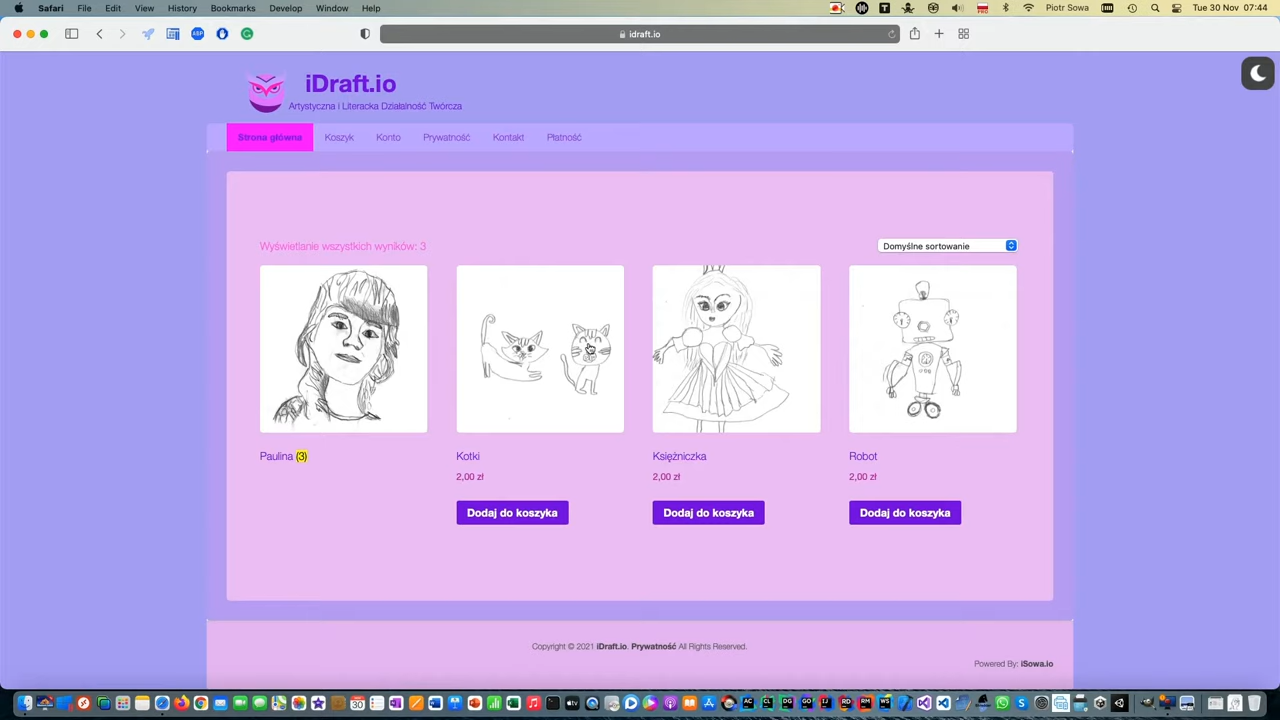 Safari File Edit View History Bookmarks Develop Window Help Piotr Sowa Tue 30 Nov 07:44
idraft.io
iDraft.io
Artystyczna i Literacka Działalność Twórcza
Strona główna Koszyk Konto Prywatność Kontakt Płatność
Wyświetlanie wszystkich wyników: 3 Domyślne sortowanie
Paulina (3) Kotki Księżniczka Robot
2,00 zł 2,00 zł 2,00 zł
Dodaj do koszyka Dodaj do koszyka Dodaj do koszyka
Copyright © 2021 iDraft.io. Prywatność All Rights Reserved.
Powered By: iSowa.io